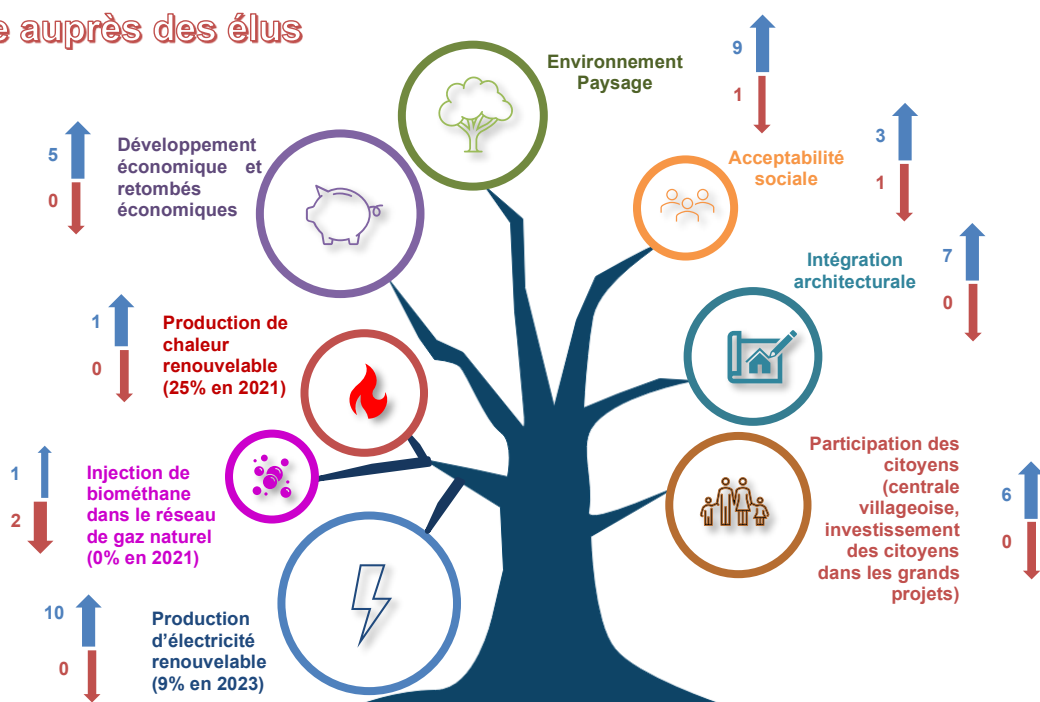 e auprès des élus
Environnement
Paysage
9
1
5
0
Développement
économique et
retombés
économiques
Acceptabilité
sociale
3
1
Intégration
architecturale
7
0
1
0
Production de
chaleur
renouvelable
(25% en 2021)
Participation des
citoyens
(centrale
villageoise,
investissement
des citoyens
dans les grands
projets)
6
0
1
2
Injection de
biométhane
dans le réseau
de gaz naturel
(0% en 2021)
10
0
Production
d’électricité
renouvelable
(9% en 2023)